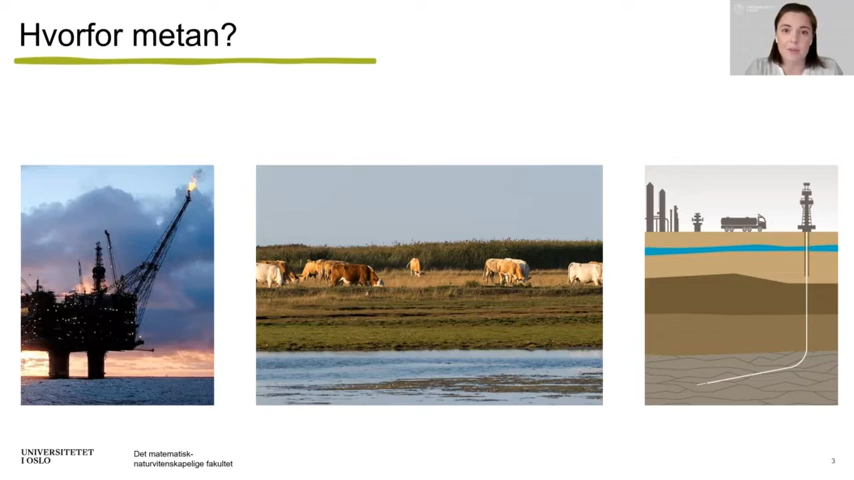 Hvorfor metan?
UNIVERSITETET
I OSLO
Det matematisk-
naturvitenskapelige fakultet
3